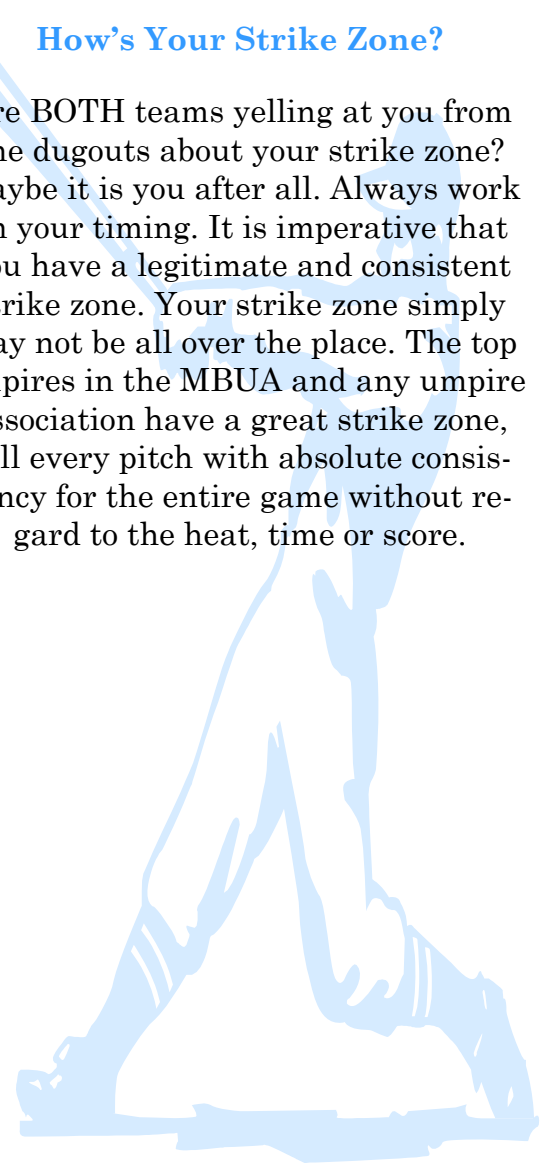 How's Your Strike Zone?
re BOTH teams yelling at you from
he dugouts about your strike zone?
aybe it is you after all. Always work
n your timing. It is imperative that
ou have a legitimate and consistent
trike zone. Your strike zone simply
ay not be all over the place. The top
pires in the MBUA and any umpire
ssociation have a great strike zone,
ll every pitch with absolute consis-
ncy for the entire game without re-
gard to the heat, time or score.